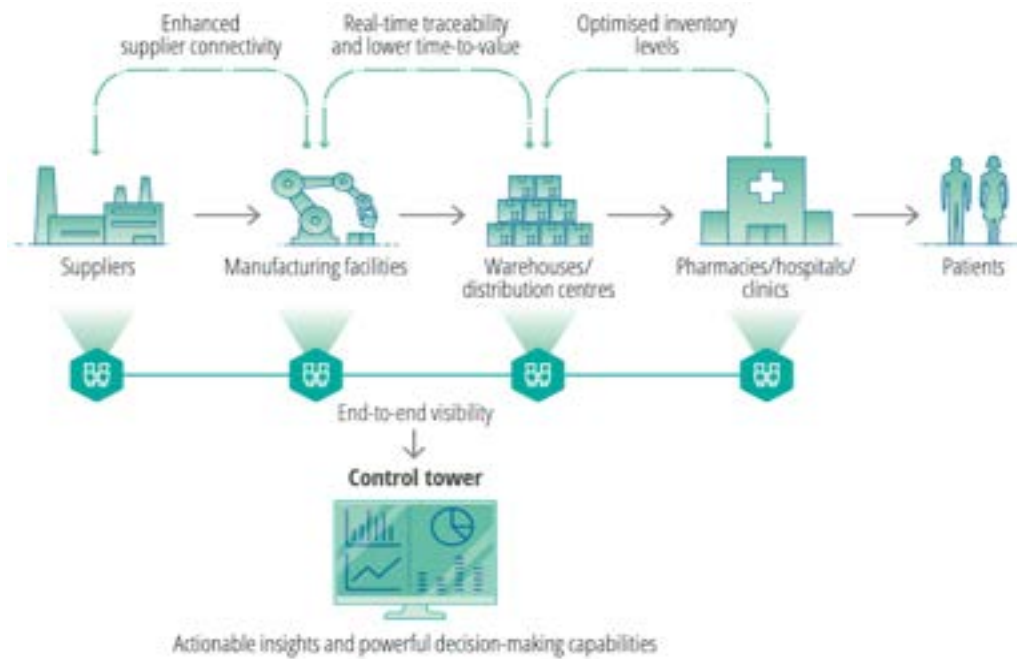 Enhanced
supplier connectivity
Real-time traceability
and lower time-to-value
Optimised inventory
levels
Suppliers
Manufacturing facilities
Warehouses/
distribution centres
Pharmacies/hospitals/
clinics
Patients
End-to-end visibility
Control tower
Actionable insights and powerful decision-making capabilities